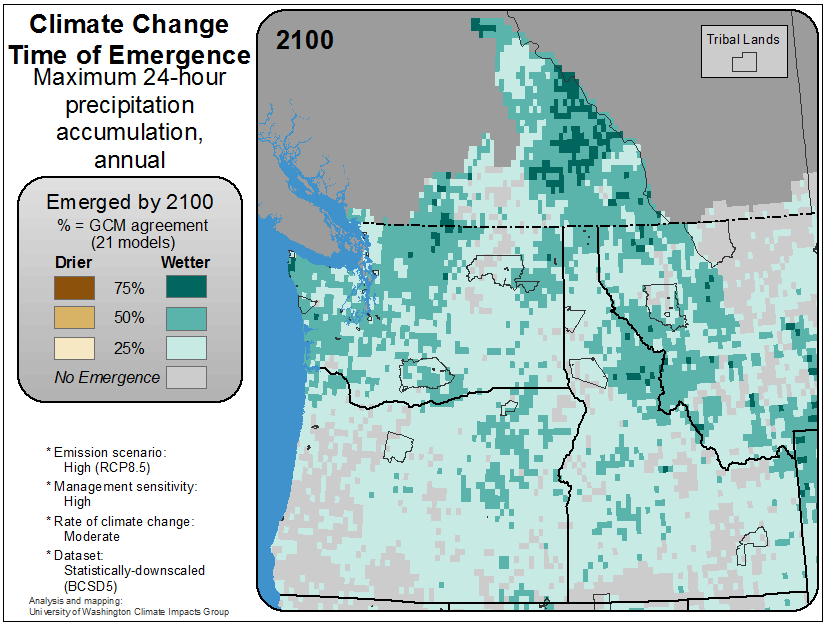 Climate Change
Time of Emergence
Maximum 24-hour
precipitation
accumulation,
annual
Emerged by 2100
% = GCM agreement
(21 models)
Drier Wetter
75%
50%
25%
No Emergence
* Emission scenario:
High (RCP8.5)
* Management sensitivity:
High
* Rate of climate change:
Moderate
* Dataset:
Statistically-downscaled
(BCSD5)
Analysis and mapping:
University of Washington Climate Impacts Group
2100
Tribal Lands